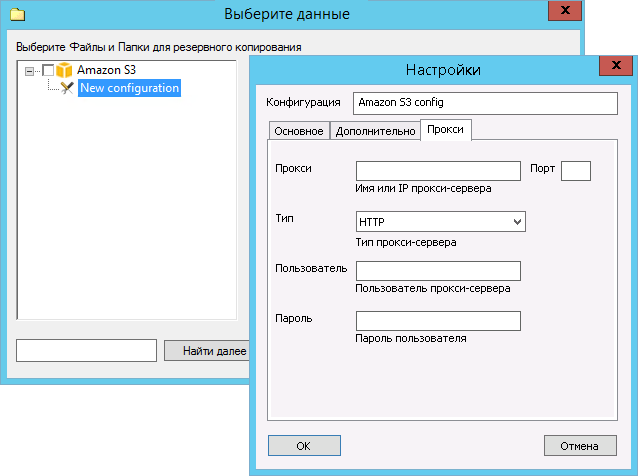 Выберите данные
X
Выберите Файлы и Папки для резервного копирования
Amazon S3
New configuration
Найти далее
Настройки
X
Конфигурация
Amazon S3 config
Основное
Дополнительно
Прокси
Прокси
Порт
Имя или IP прокси-сервера
Тип
HTTP
Тип прокси-сервера
Пользователь
Пользователь прокси-сервера
Пароль
Пароль пользователя
OK
Отмена